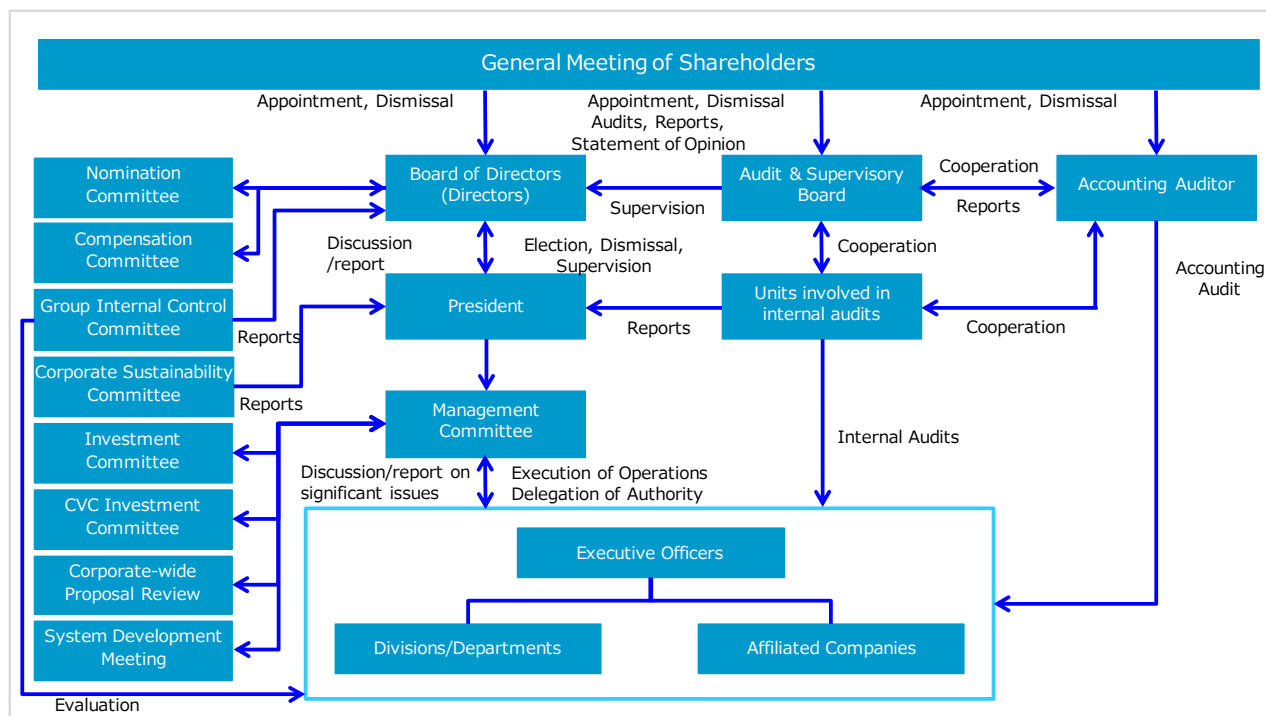 General Meeting of Shareholders
Appointment, Dismissal
Appointment, Dismissal
Audits, Reports,
Statement of Opinion
Appointment, Dismissal
Nomination
Committee
Board of Directors
(Directors)
Audit & Supervisory
Board
Cooperation
Reports
Accounting Auditor
Supervision
Compensation
Committee
Discussion
/report
Election, Dismissal,
Supervision
Cooperation
Accounting
Audit
Group Internal Control
Committee
Reports
President
Reports
Units involved in
internal audits
Cooperation
Corporate Sustainability
Committee
Reports
Management
Committee
Investment
Committee
Internal Audits
Discussion/report on
significant issues
Execution of Operations
Delegation of Authority
CVC Investment
Committee
Executive Officers
Corporate-wide
Proposal Review
System Development
Meeting
Divisions/Departments
Affiliated Companies
Evaluation